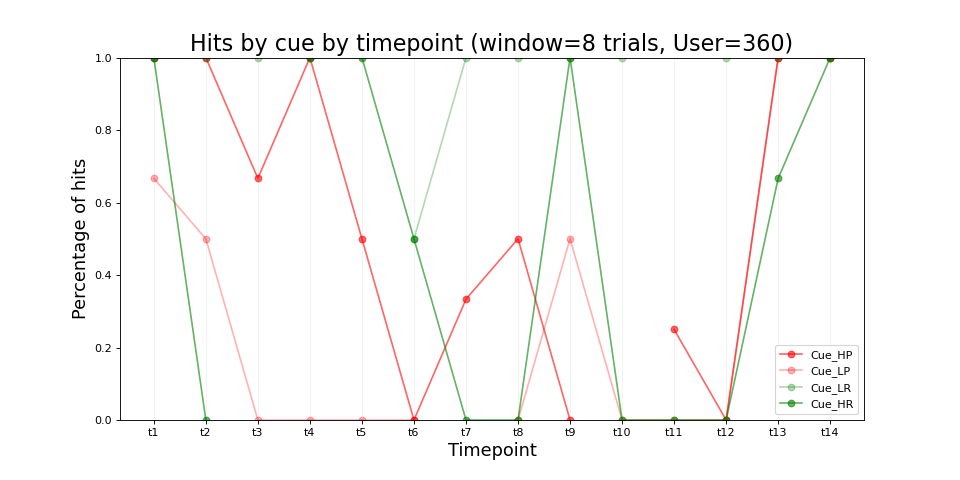 Hits by cue by timepoint (window=8 trials, User=360)
Percentage of hits
1.0
0.8
0.6
0.4
0.2
0.0
Cue_HP
Cue_LP
Cue_LR
Cue_HR
t1 t2 t3 t4 t5 t6 t7 t8 t9 t10 t11 t12 t13 t14
Timepoint